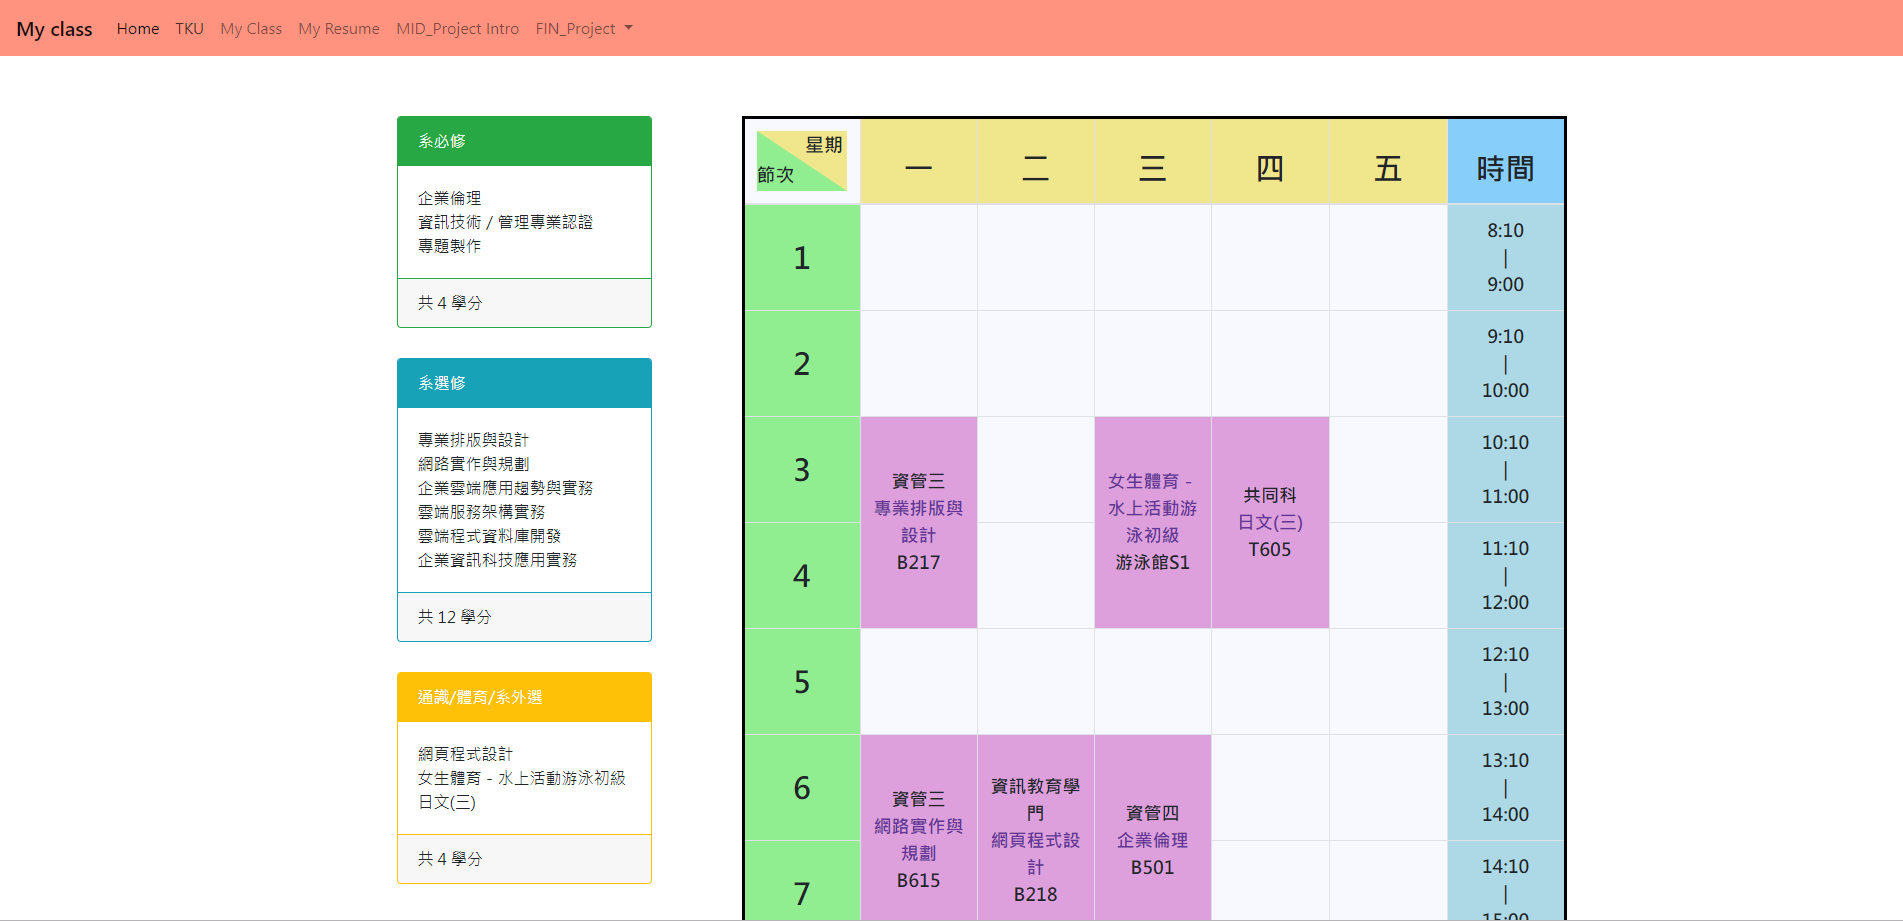 My class Home TKU My Class My Resume MID_Project Intro FIN_Project
系必修
企業倫理
資訊技術 / 管理專業認證
專題製作
共 4 學分
系選修
專業排版與設計
網路實作與規劃
企業雲端應用趨勢與實務
雲端服務架構實務
雲端程式資料庫開發
企業資訊科技應用實務
共 12 學分
通識/體育/系外選
網頁程式設計
女生體育 - 水上活動游泳初級
日文(三)
共 4 學分
星期
節次
一 二 三 四 五 時間
1
8:10
|
9:00
2
9:10
|
10:00
3
10:10
|
11:00
資管三
專業排版與
設計
B217
女生體育 -
水上活動游
泳初級
游泳館S1
共同科
日文(三)
T605
4
11:10
|
12:00
5
12:10
|
13:00
6
13:10
|
14:00
資管三
網路實作與
規劃
B615
資訊教育學
門
網頁程式設
計
B218
資管四
企業倫理
B501
7
14:10
|
15:00